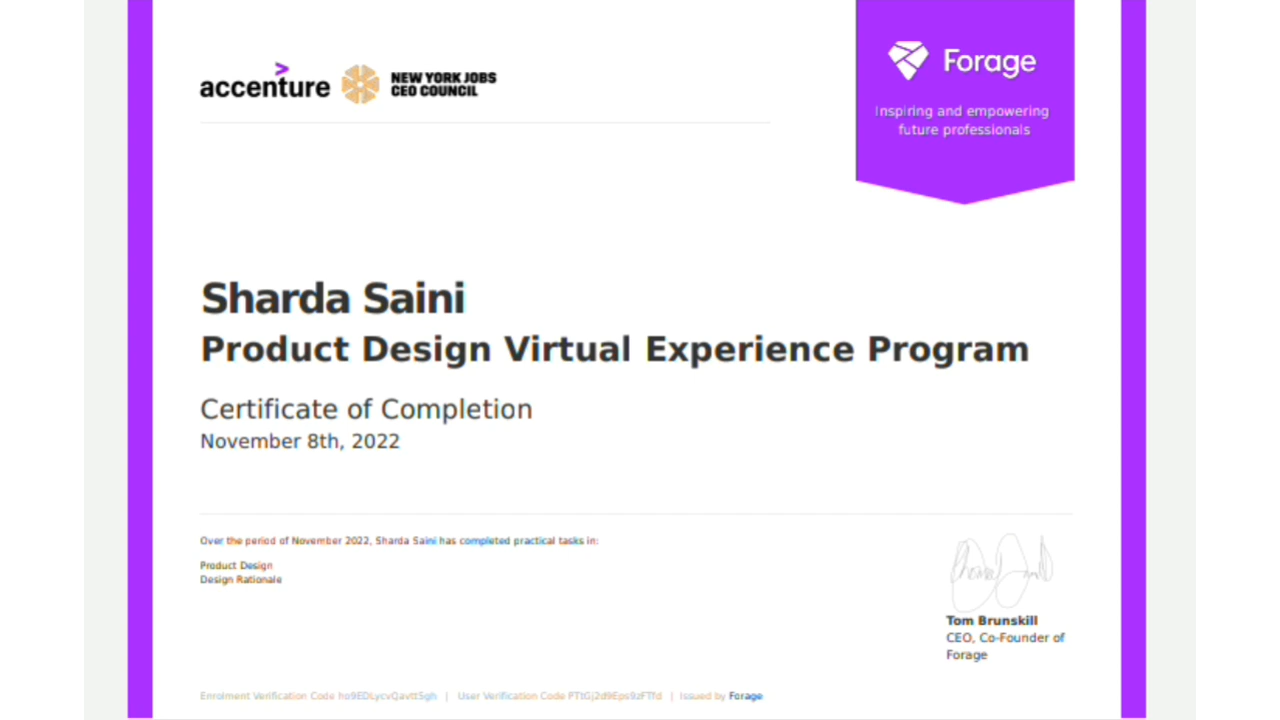 accenture
NEW YORK JOBS
CEO COUNCIL
Forage
Inspiring and empowering
future professionals
Sharda Saini
Product Design Virtual Experience Program
Certificate of Completion
November 8th, 2022
Over the period of November 2022, Sharda Saini has completed practical tasks in:
Product Design
Design Rationale
Tom Brunskill
CEO, Co-Founder of
Forage
Enrolment Verification Code | User Verification Code | Issued by Forage